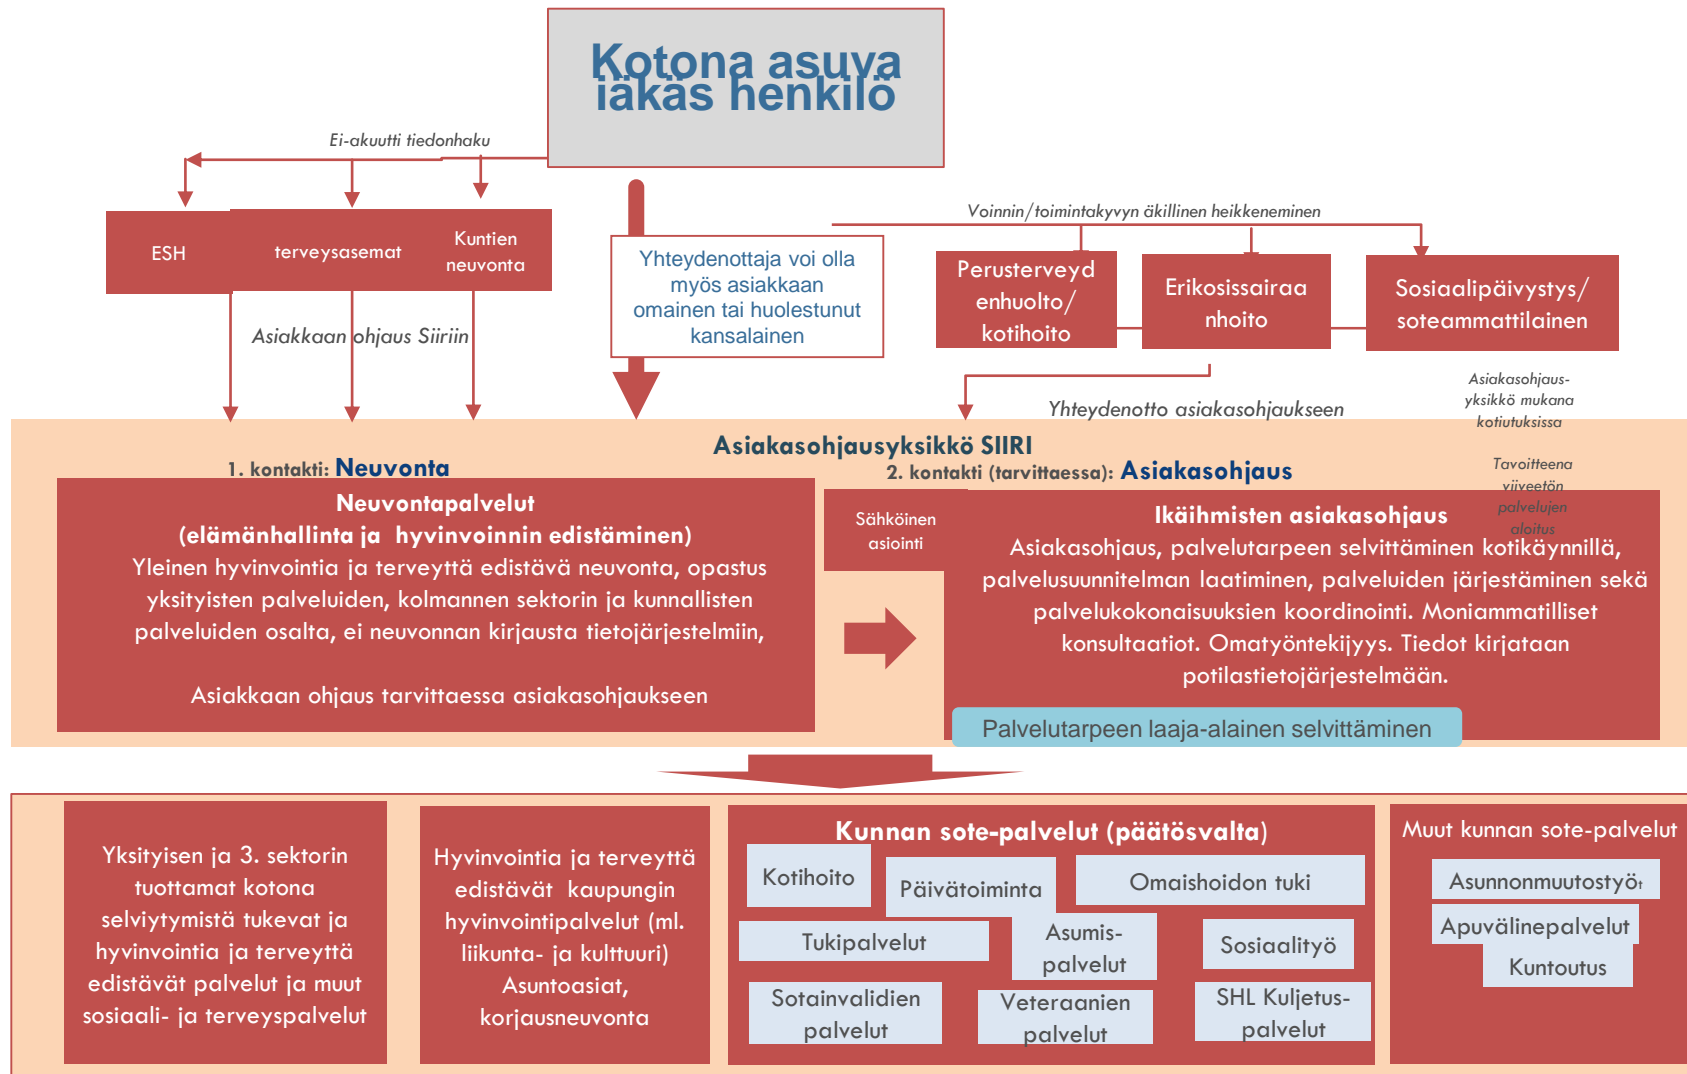 Kotona asuva
iäkäs henkilö
Ei-akuutti tiedonhaku
ESH
terveysasemat
Kuntien
neuvonta
Asiakkaan ohjaus Siiriin
Yhteydenottaja voi olla
myös asiakkaan
omainen tai huolestunut
kansalainen
Voinnin/toimintakyvyn äkillinen heikkeneminen
Perusterveyd
enhuolto/
kotihoito
Erikosissairaa
nhoito
Sosiaalipäivystys/
soteammattilainen
Yhteydenotto asiakasohjaukseen
Asiakasohjaus-
yksikkö mukana
kotiutuksissa
Tavoitteena
viiveetön
palvelujen
aloitus
Asiakasohjausyksikkö SIIRI
1. kontakti: Neuvonta
2. kontakti (tarvittaessa): Asiakasohjaus
Neuvontapalvelut
(elämänhallinta ja hyvinvoinnin edistäminen)
Yleinen hyvinvointia ja terveyttä edistävä neuvonta, opastus
yksityisten palveluiden, kolmannen sektorin ja kunnallisten
palveluiden osalta, ei neuvonnan kirjausta tietojärjestelmiin,
Asiakkaan ohjaus tarvittaessa asiakasohjaukseen
Sähköinen
asiointi
Ikäihmisten asiakasohjaus
Asiakasohjaus, palvelutarpeen selvittäminen kotikäynnillä,
palvelusuunnitelman laatiminen, palveluiden järjestäminen sekä
palvelukokonaisuuksien koordinointi. Moniammatilliset
konsultaatiot. Omatyöntekijyys. Tiedot kirjataan
potilastietojärjestelmään.
Palvelutarpeen laaja-alainen selvittäminen
Yksityisen ja 3. sektorin
tuottamat kotona
selviytymistä tukevat ja
hyvinvointia ja terveyttä
edistävät palvelut ja muut
sosiaali- ja terveyspalvelut
Hyvinvointia ja terveyttä
edistävät kaupungin
hyvinvointipalvelut (ml.
liikunta- ja kulttuuri)
Asuntoasiat,
korjausneuvonta
Kunnan sote-palvelut (päätösvalta)
Kotihoito
Päivätoiminta
Omaishoidon tuki
Tukipalvelut
Asumis-
palvelut
Sosiaalityö
Sotainvalidien
palvelut
Veteraanien
palvelut
SHL Kuljetus-
palvelut
Muut kunnan sote-palvelut
Asunnonmuutostyöt
Apuvälinepalvelut
Kuntoutus